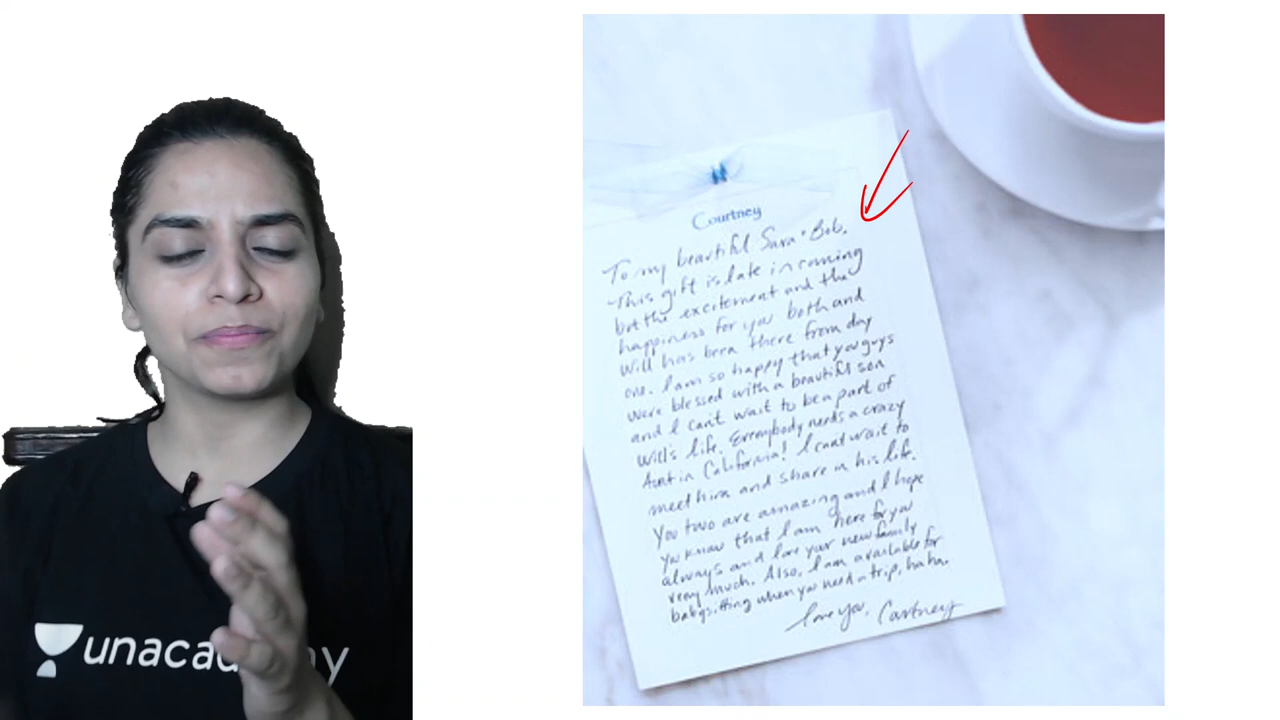 unacademy
Courtney
To my beautiful Sara + Bob,
This gift is late in coming
but the excitement and the
happiness for you both and
Will has been there from day
one. I am so happy that you guys
were blessed with a beautiful son
and I can't wait to be a part of
Will's life. Everybody needs a crazy
Aunt in California! I cant wait to
meet him and share in his life.
You two are amazing and I hope
you know that I am here for you
always and love your new family
very much. Also, I am available for
babysitting when you need a trip, ha ha.
love you, Courtney